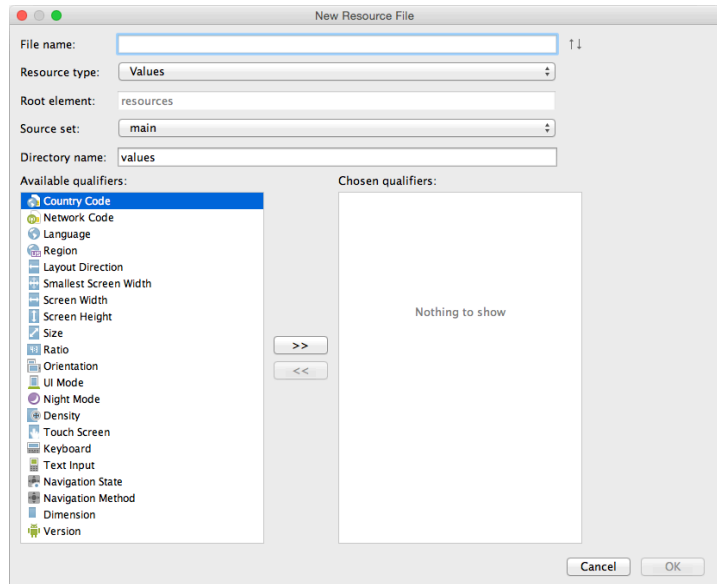 New Resource File
File name:
↑↓
Resource type: Values
Root element: resources
Source set: main
Directory name: values
Available qualifiers: Chosen qualifiers:
Country Code
Network Code
Language
Region
Layout Direction
Smallest Screen Width
Screen Width
Screen Height
Size
Ratio
Orientation
UI Mode
Night Mode
Density
Touch Screen
Keyboard
Text Input
Navigation State
Navigation Method
Dimension
Version
>>
<<
Nothing to show
Cancel OK